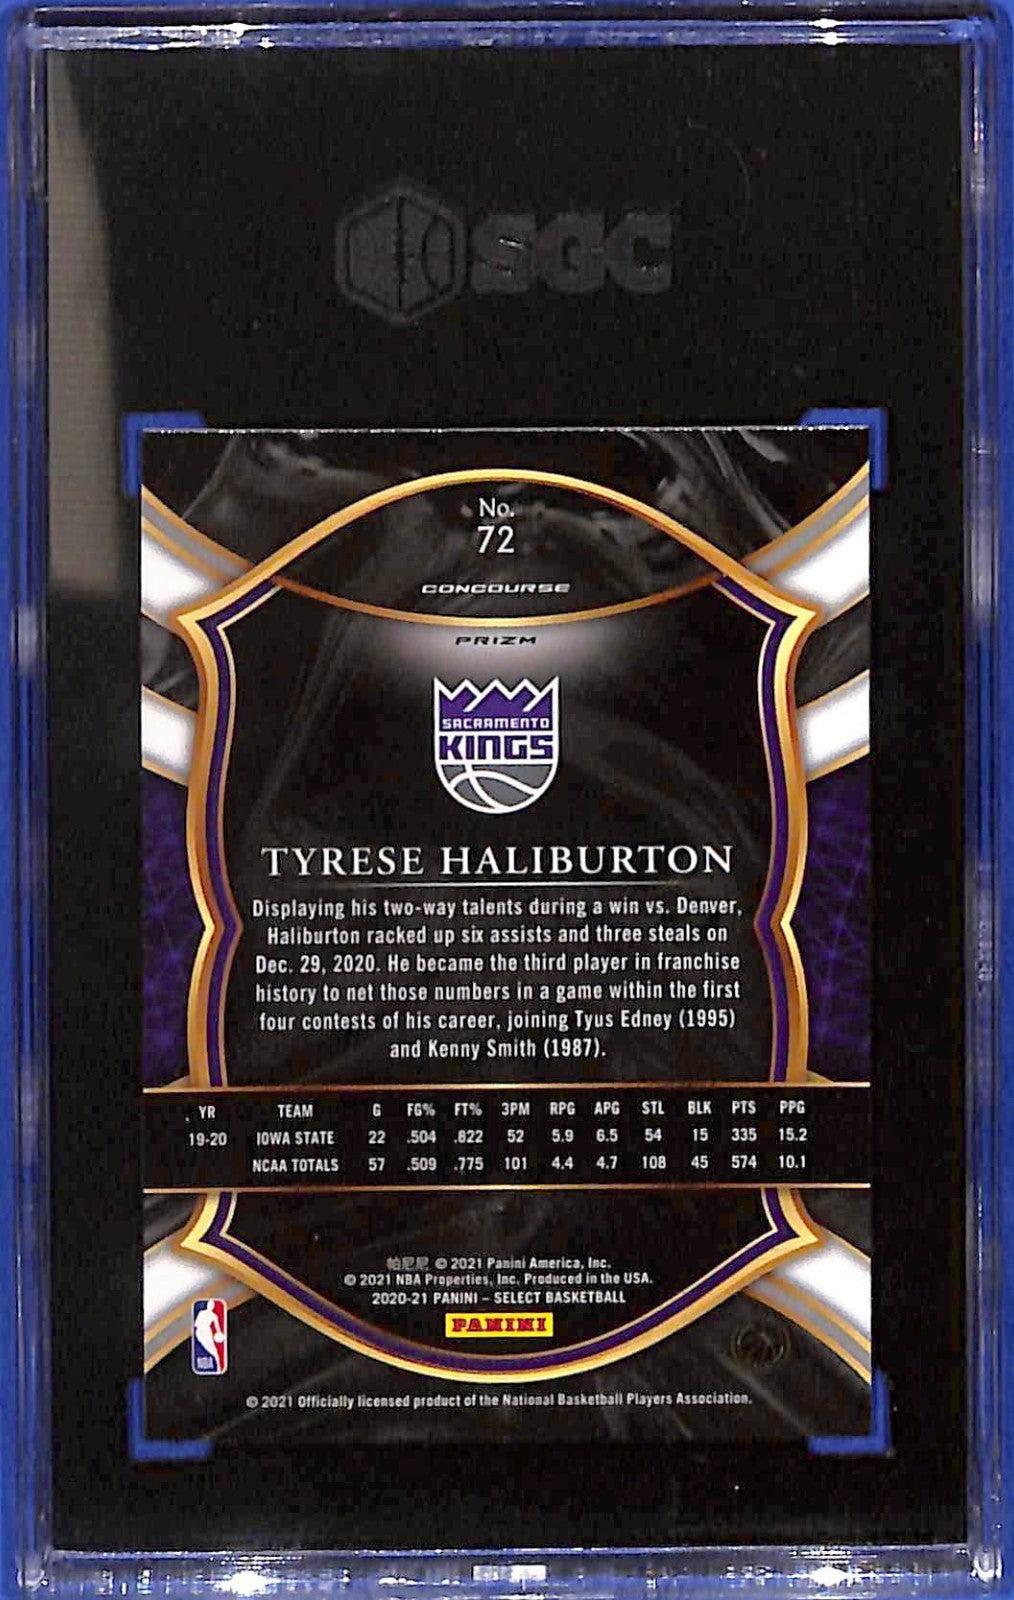 SGC
No.
72
CONCOURSE
PRIZM
SACRAMENTO
KINGS
TYRESE HALIBURTON
Displaying his two-way talents during a win vs. Denver,
Haliburton racked up six assists and three steals on
Dec. 29, 2020. He became the third player in franchise
history to net those numbers in a game within the first
four contests of his career, joining Tyus Edney (1995)
and Kenny Smith (1987).
YR TEAM G FG% FT% 3PM RPG APG STL BLK PTS PPG
19-20 IOWA STATE 22 .504 .822 52 5.9 6.5 54 15 335 15.2
NCAA TOTALS 57 .509 .775 101 4.4 4.7 108 45 574 10.1
帕尼尼 © 2021 Panini America, Inc.
© 2021 NBA Properties, Inc. Produced in the USA.
2020-21 PANINI – SELECT BASKETBALL
PANINI
NBA
© 2021 Officially licensed product of the National Basketball Players Association.